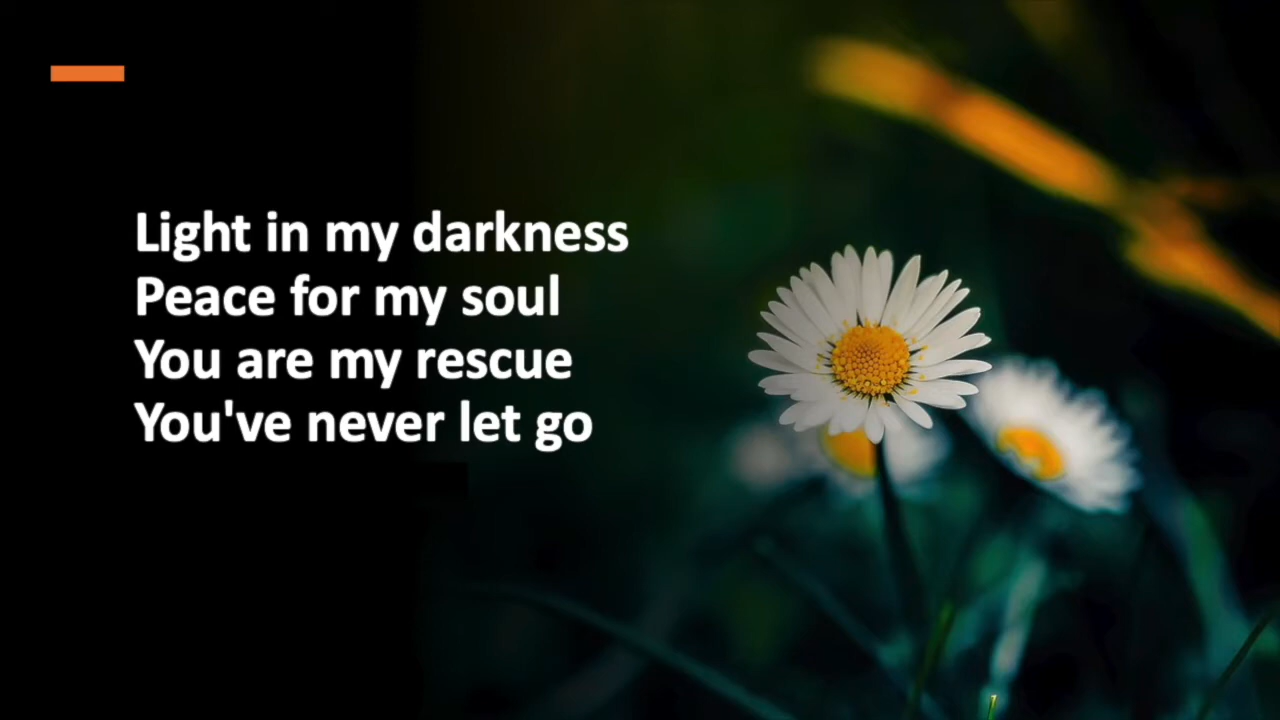 Light in my darkness
Peace for my soul
You are my rescue
You've never let go